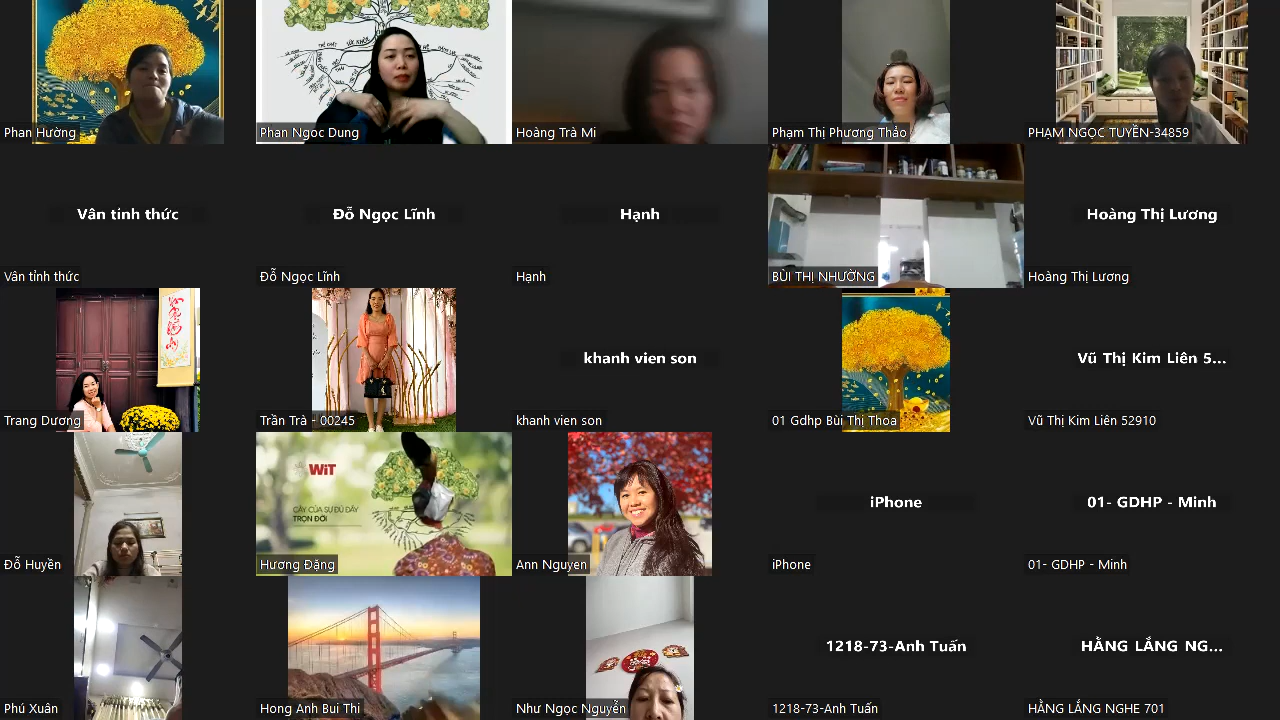 Phan Hường
Phan Ngoc Dung
Hoàng Trà Mi
Phạm Thị Phương Thảo
PHẠM NGỌC TUYỀN-34859
Vân tỉnh thức
Vân tỉnh thức
Đỗ Ngọc Lĩnh
Đỗ Ngọc Lĩnh
Hạnh
Hạnh
BÙI THỊ NHƯỜNG
Hoàng Thị Lương
Hoàng Thị Lương
Trang Dương
Trần Trà - 00245
khanh vien son
khanh vien son
01 Gdhp Bùi Thị Thoa
Vũ Thị Kim Liên 5...
Vũ Thị Kim Liên 52910
Đỗ Huyền
WiT
CÂY CỦA SỰ ĐỦ ĐẦY
TRỌN ĐỜI
Hương Đặng
Ann Nguyen
iPhone
iPhone
01- GDHP - Minh
01- GDHP - Minh
Phú Xuân
Hong Anh Bui Thi
Như Ngọc Nguyễn
1218-73-Anh Tuấn
1218-73-Anh Tuấn
HẰNG LẮNG NG...
HẰNG LẮNG NGHE 701